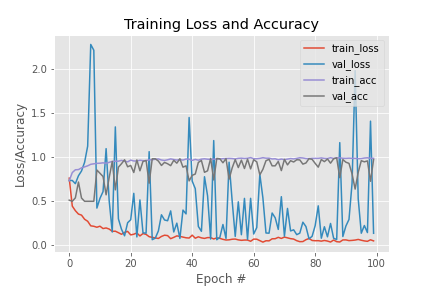 Training Loss and Accuracy
train_loss
val_loss
train_acc
val_acc
Loss/Accuracy
2.0
1.5
1.0
0.5
0.0
0 20 40 60 80 100
Epoch #